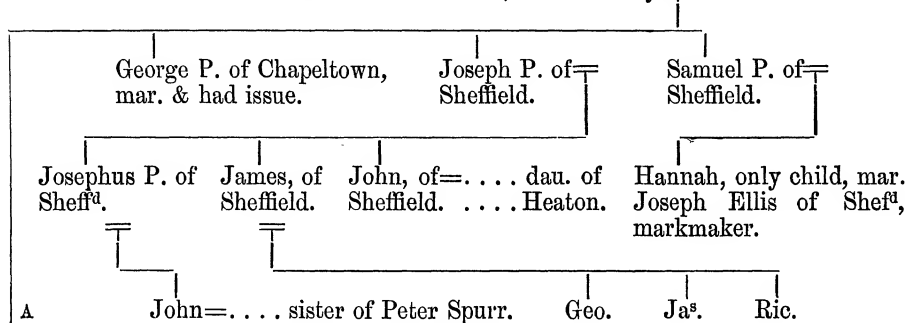 George P. of Chapeltown, mar. & had issue.
Joseph P. of= Sheffield.
Samuel P. of= Sheffield.
Josephus P. of Sheffᵈ.
James, of Sheffield.
John, of=.... dau. of Sheffield. .... Heaton.
Hannah, only child, mar. Joseph Ellis of Shefᵈ, markmaker.
A
John=.... sister of Peter Spurr.
Geo.
Jaˢ.
Ric.